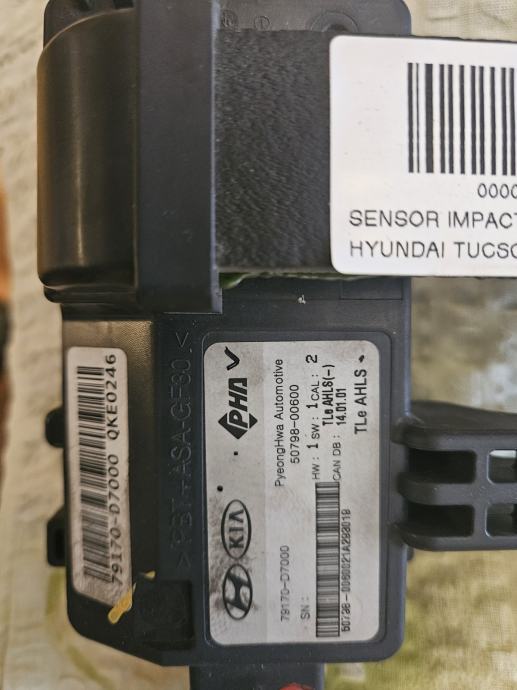 0000
SENSOR IMPACT
HYUNDAI TUCSO
>PBT+ASA-GF30<
79170-D7000 QKE0246
PHA
KIA
PyeongHwa Automotive
50798-00600
HW : 1 SW : 1 CAL : 2
TLe AHLS(-)
CAN DB : 14.01.01
TLe AHLS
79170-D7000
SN :